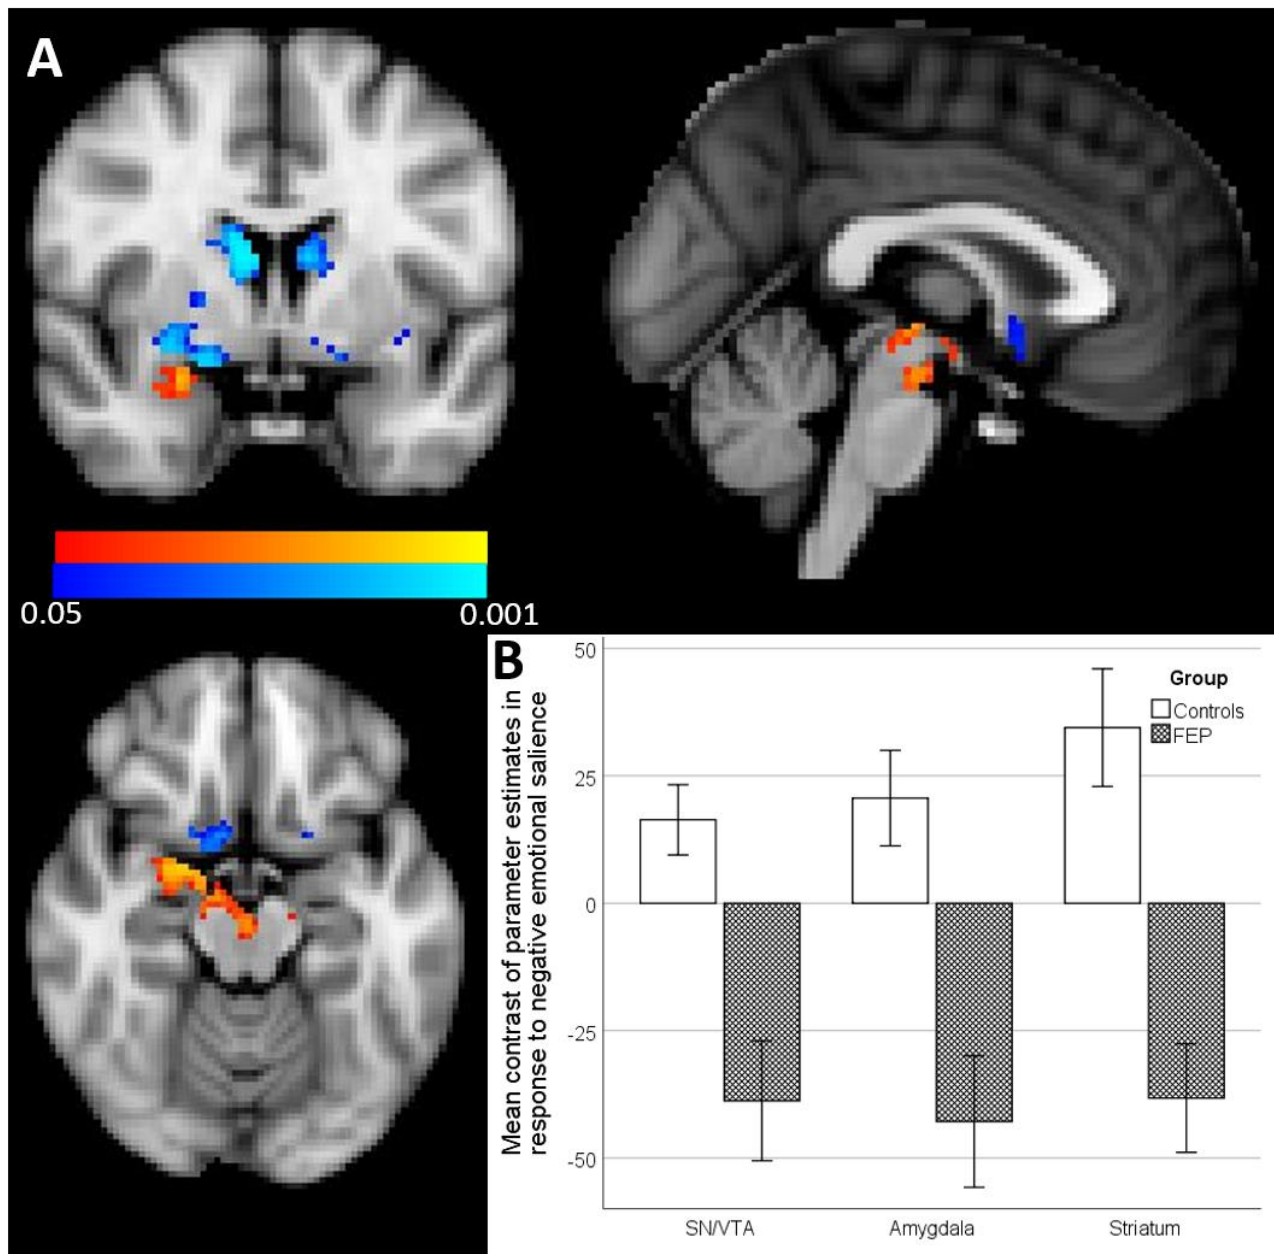 A
0.05
0.001
B
Mean contrast of parameter estimates in
response to negative emotional salience
50
25
0
-25
-50
Group
Controls
FEP
SN/VTA
Amygdala
Striatum